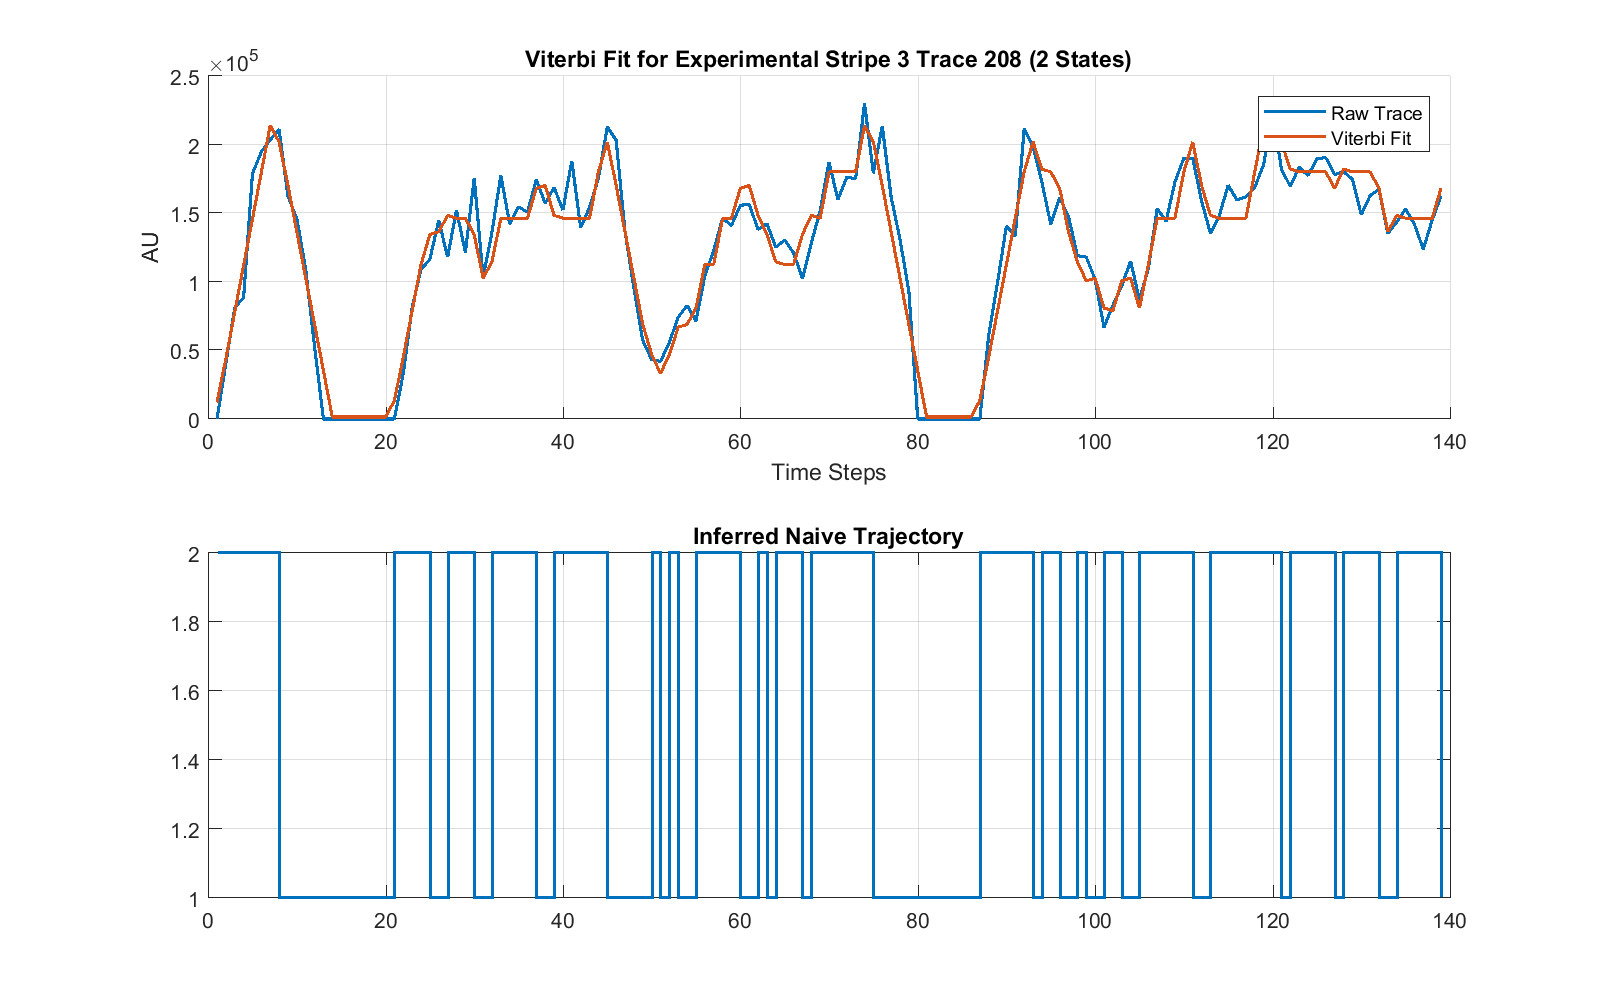 Viterbi Fit for Experimental Stripe 3 Trace 208 (2 States)
×10^5
2.5
2
1.5
1
0.5
0
AU
Raw Trace
Viterbi Fit
0 20 40 60 80 100 120 140
Time Steps
Inferred Naive Trajectory
2
1.8
1.6
1.4
1.2
1
0 20 40 60 80 100 120 140